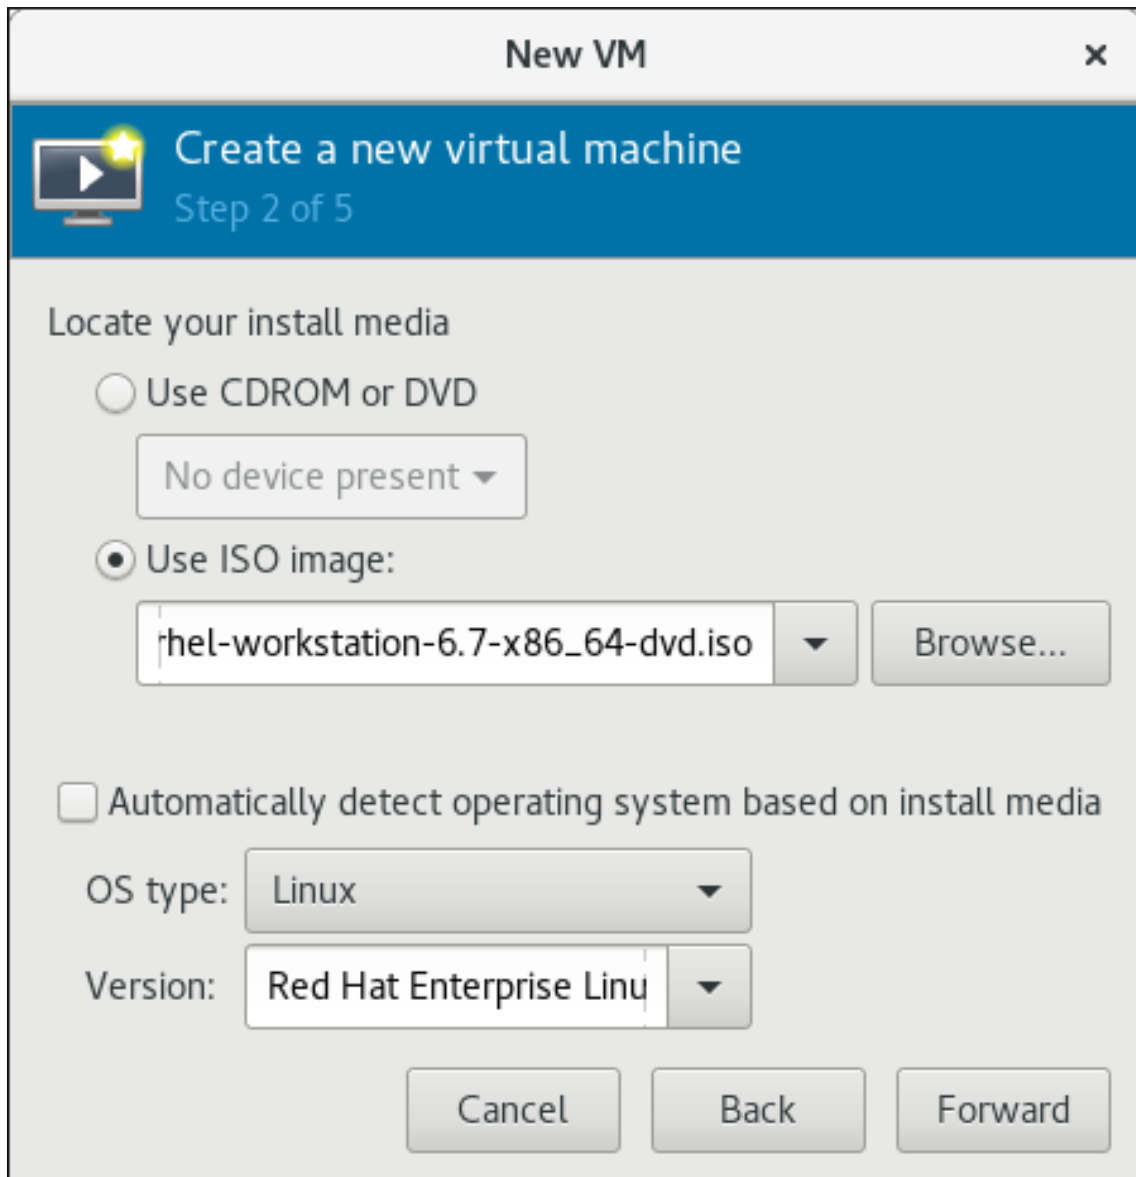 New VM
Create a new virtual machine
Step 2 of 5
Locate your install media
Use CDROM or DVD
No device present
Use ISO image:
rhel-workstation-6.7-x86_64-dvd.iso
Browse...
Automatically detect operating system based on install media
OS type: Linux
Version: Red Hat Enterprise Linu
Cancel Back Forward